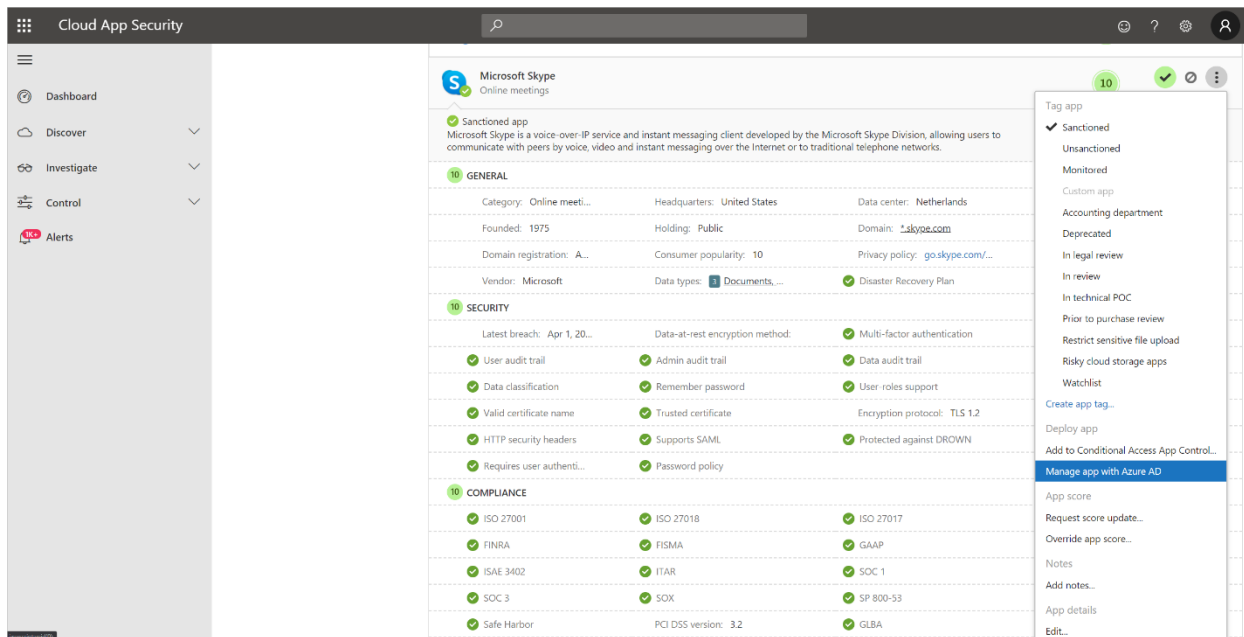 Cloud App Security
Dashboard
Discover
Investigate
Control
1K+ Alerts
Microsoft Skype
Online meetings
10
Sanctioned app
Microsoft Skype is a voice-over-IP service and instant messaging client developed by the Microsoft Skype Division, allowing users to
communicate with peers by voice, video and instant messaging over the Internet or to traditional telephone networks.
10 GENERAL
Category: Online meeti... Headquarters: United States Data center: Netherlands
Founded: 1975 Holding: Public Domain: *.skype.com
Domain registration: A... Consumer popularity: 10 Privacy policy: go.skype.com/...
Vendor: Microsoft Data types: 3 Documents, ... Disaster Recovery Plan
10 SECURITY
Latest breach: Apr 1, 20... Data-at-rest encryption method: Multi-factor authentication
User audit trail Admin audit trail Data audit trail
Data classification Remember password User-roles support
Valid certificate name Trusted certificate Encryption protocol: TLS 1.2
HTTP security headers Supports SAML Protected against DROWN
Requires user authenti... Password policy
10 COMPLIANCE
ISO 27001 ISO 27018 ISO 27017
FINRA FISMA GAAP
ISAE 3402 ITAR SOC 1
SOC 3 SOX SP 800-53
Safe Harbor PCI DSS version: 3.2 GLBA
Tag app
Sanctioned
Unsanctioned
Monitored
Custom app
Accounting department
Deprecated
In legal review
In review
In technical POC
Prior to purchase review
Restrict sensitive file upload
Risky cloud storage apps
Watchlist
Create app tag...
Deploy app
Add to Conditional Access App Control...
Manage app with Azure AD
App score
Request score update...
Override app score...
Notes
Add notes...
App details
Edit...